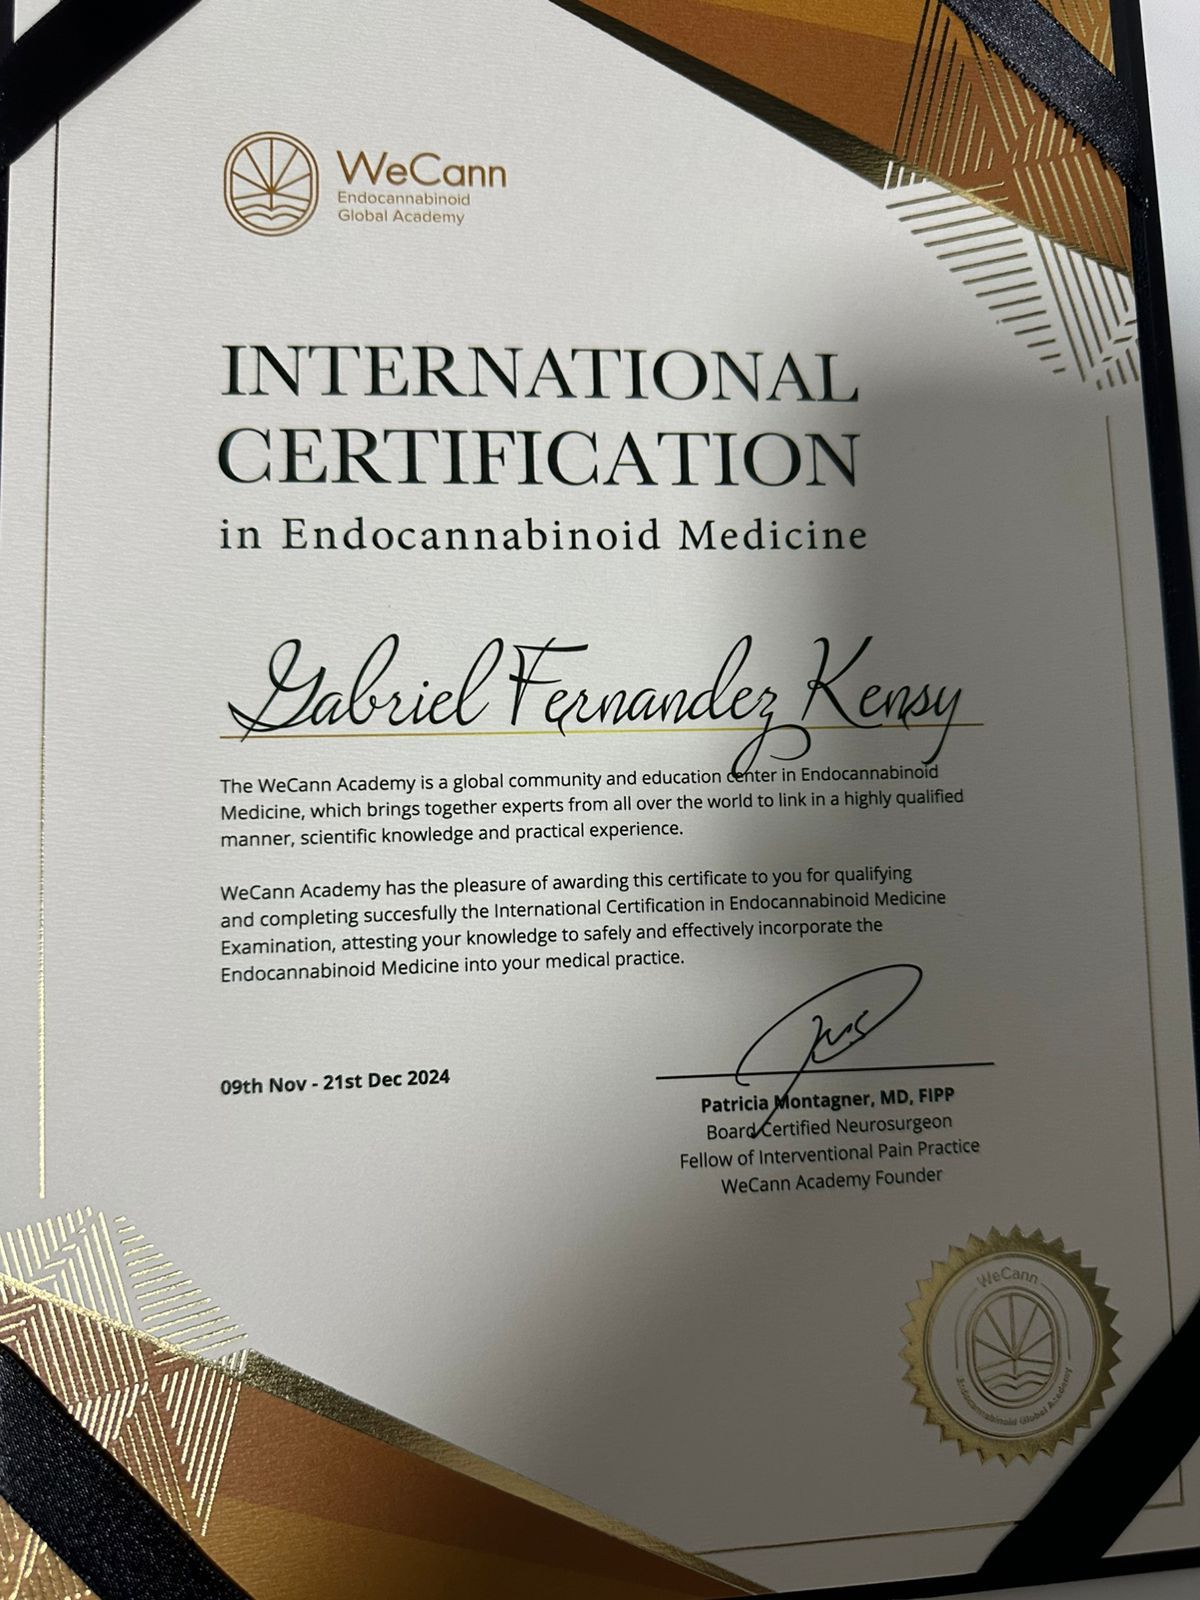 WeCann
Endocannabinoid
Global Academy
INTERNATIONAL
CERTIFICATION
in Endocannabinoid Medicine
Gabriel Fernandez Kensy
The WeCann Academy is a global community and education center in Endocannabinoid
Medicine, which brings together experts from all over the world to link in a highly qualified
manner, scientific knowledge and practical experience.
WeCann Academy has the pleasure of awarding this certificate to you for qualifying
and completing succesfully the International Certification in Endocannabinoid Medicine
Examination, attesting your knowledge to safely and effectively incorporate the
Endocannabinoid Medicine into your medical practice.
09th Nov - 21st Dec 2024
Patricia Montagner, MD, FIPP
Board Certified Neurosurgeon
Fellow of Interventional Pain Practice
WeCann Academy Founder
WeCann
Endocannabinoid Global Academy